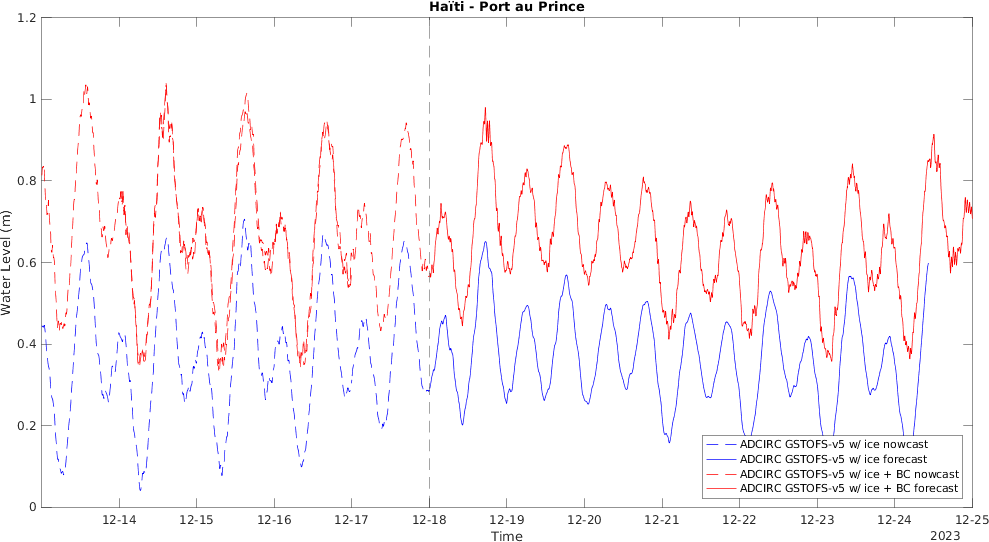 Haïti - Port au Prince
Water Level (m)
1.2
1
0.8
0.6
0.4
0.2
0
ADCIRC GSTOFS-v5 w/ ice nowcast
ADCIRC GSTOFS-v5 w/ ice forecast
ADCIRC GSTOFS-v5 w/ ice + BC nowcast
ADCIRC GSTOFS-v5 w/ ice + BC forecast
12-14 12-15 12-16 12-17 12-18 12-19 12-20 12-21 12-22 12-23 12-24 12-25
Time
2023